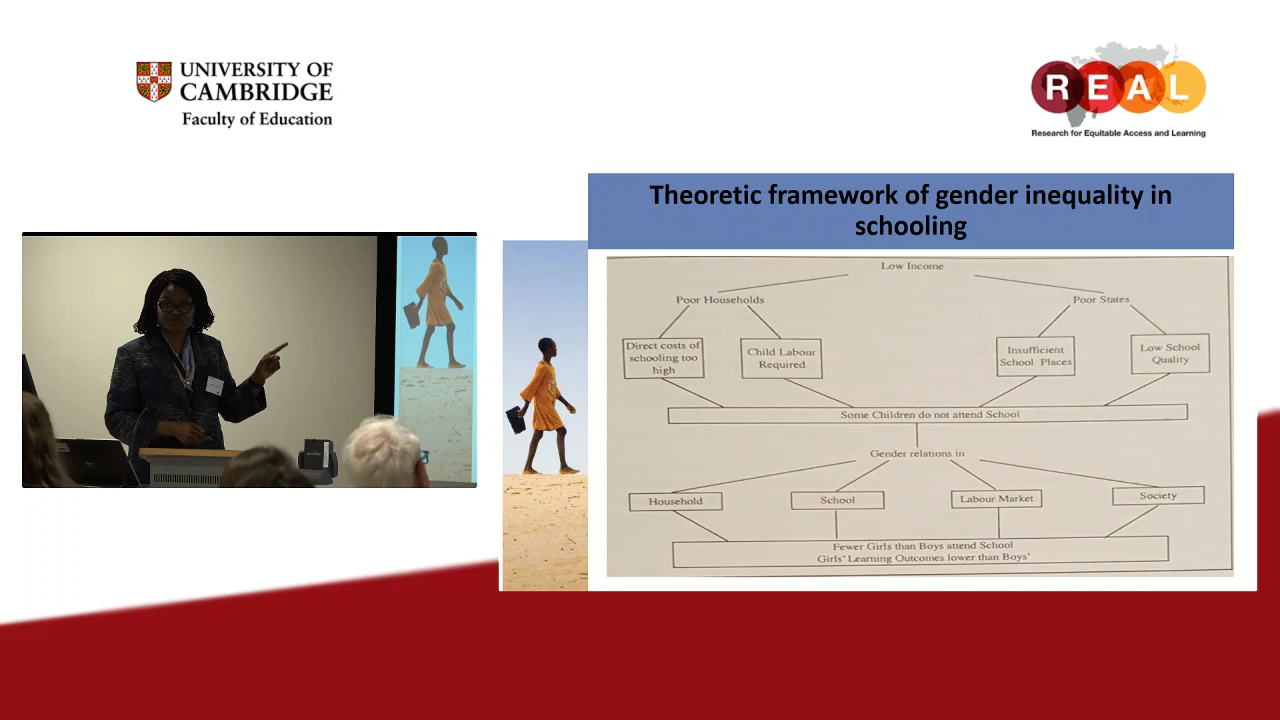 UNIVERSITY OF
CAMBRIDGE
Faculty of Education
R E A L
Research for Equitable Access and Learning
Theoretic framework of gender inequality in
schooling
Low Income
Poor Households
Poor States
Direct costs of
schooling too
high
Child Labour
Required
Insufficient
School Places
Low School
Quality
Some Children do not attend School
Gender relations in
Household
School
Labour Market
Society
Fewer Girls than Boys attend School
Girls' Learning Outcomes lower than Boys'